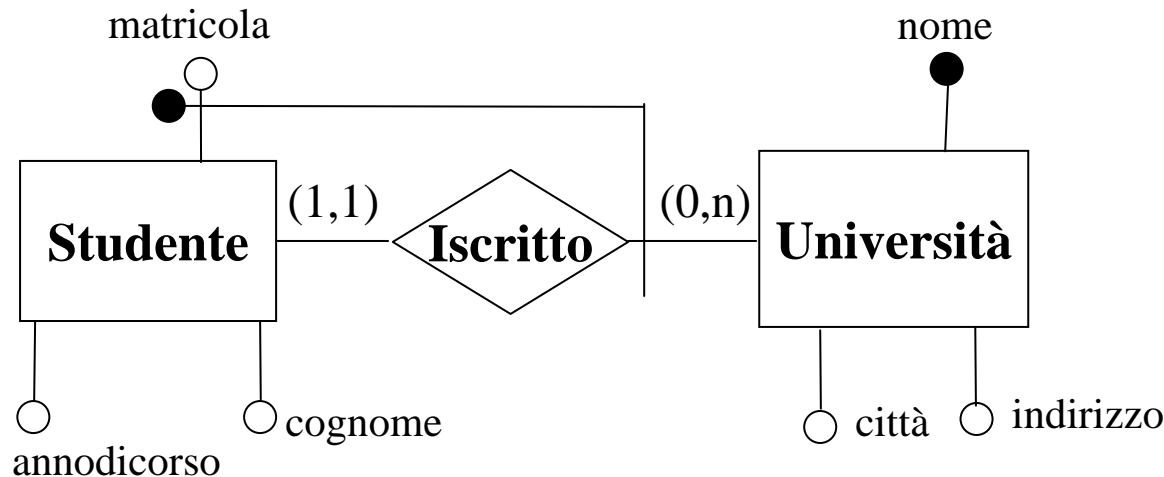 matricola
nome
(1,1)
(0,n)
Studente
Iscritto
Università
cognome
città
indirizzo
annodicorso